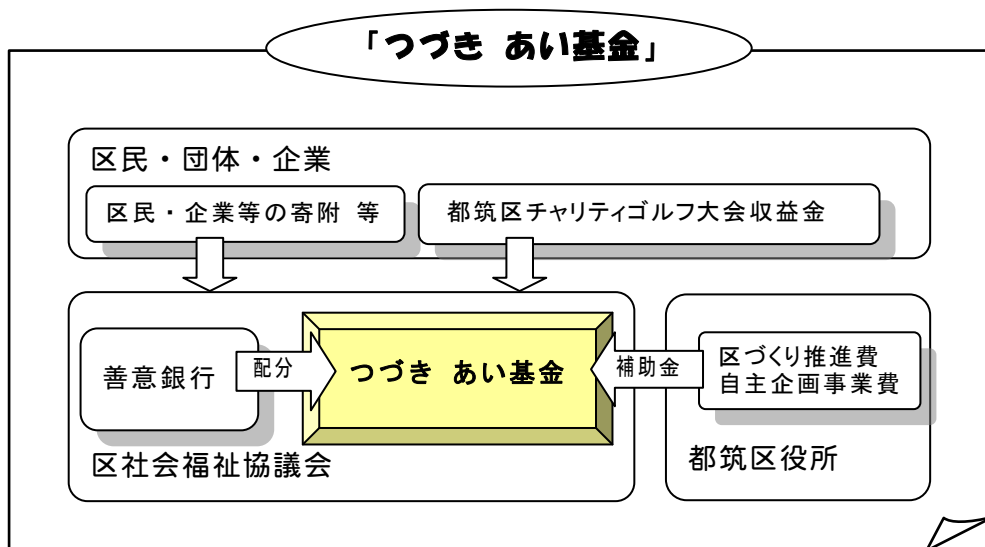 「つづき あい基金」
区民・団体・企業
区民・企業等の寄附 等
都筑区チャリティゴルフ大会収益金
善意銀行
配分
つづき あい基金
補助金
区づくり推進費
自主企画事業費
区社会福祉協議会
都筑区役所